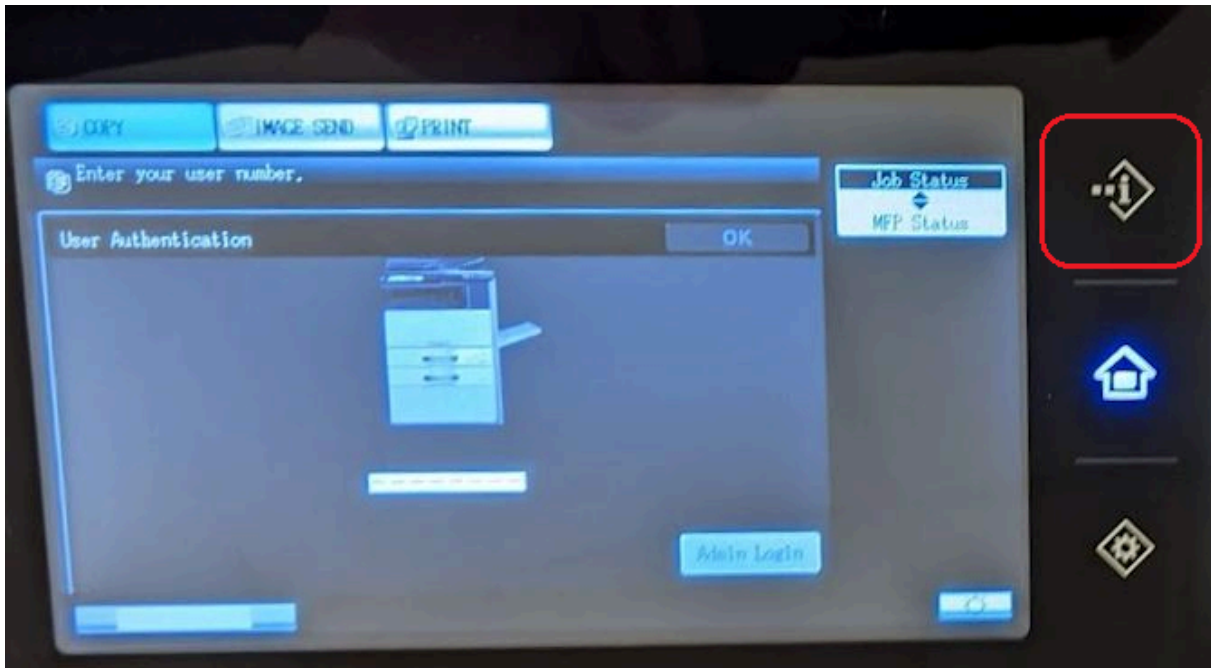 COPY
IMAGE SEND
PRINT
Enter your user number.
Job Status
MFP Status
User Authentication
OK
Admin Login